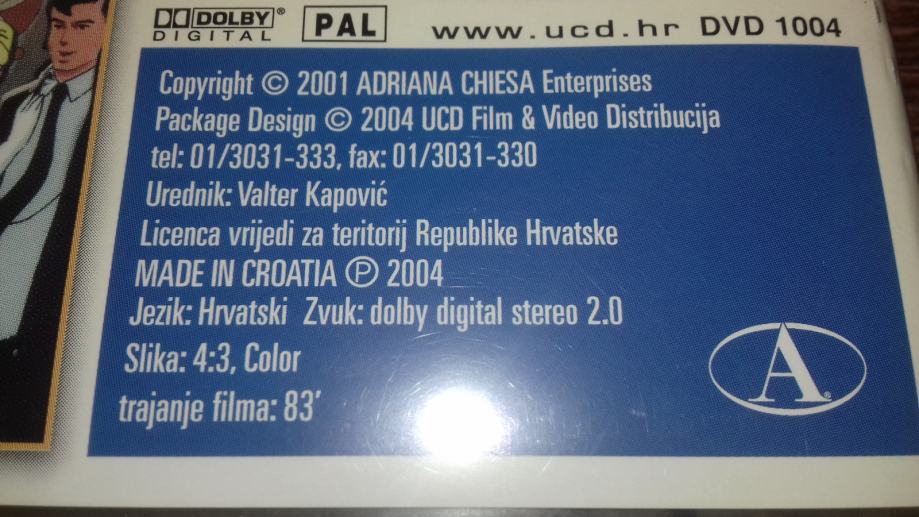 DOLBY® DIGITAL PAL www.ucd.hr DVD 1004
Copyright © 2001 ADRIANA CHIESA Enterprises
Package Design © 2004 UCD Film & Video Distribucija
tel: 01/3031-333, fax: 01/3031-330
Urednik: Valter Kapović
Licenca vrijedi za teritorij Republike Hrvatske
MADE IN CROATIA ℗ 2004
Jezik: Hrvatski Zvuk: dolby digital stereo 2.0
Slika: 4:3, Color
trajanje filma: 83’
A®